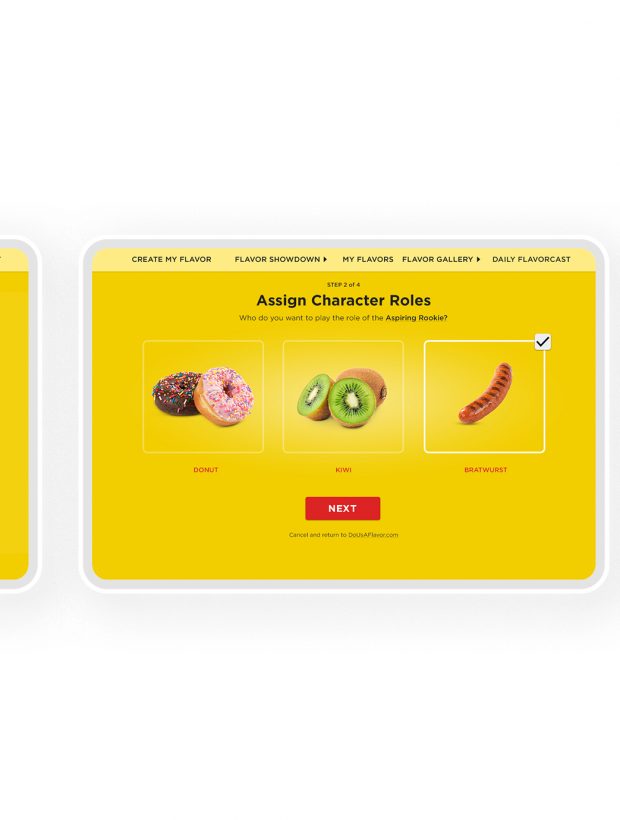 CREATE MY FLAVOR FLAVOR SHOWDOWN MY FLAVORS FLAVOR GALLERY DAILY FLAVORCAST
STEP 2 of 4
Assign Character Roles
Who do you want to play the role of the Aspiring Rookie?
DONUT KIWI BRATWURST
NEXT
Cancel and return to DoUsAFlavor.com